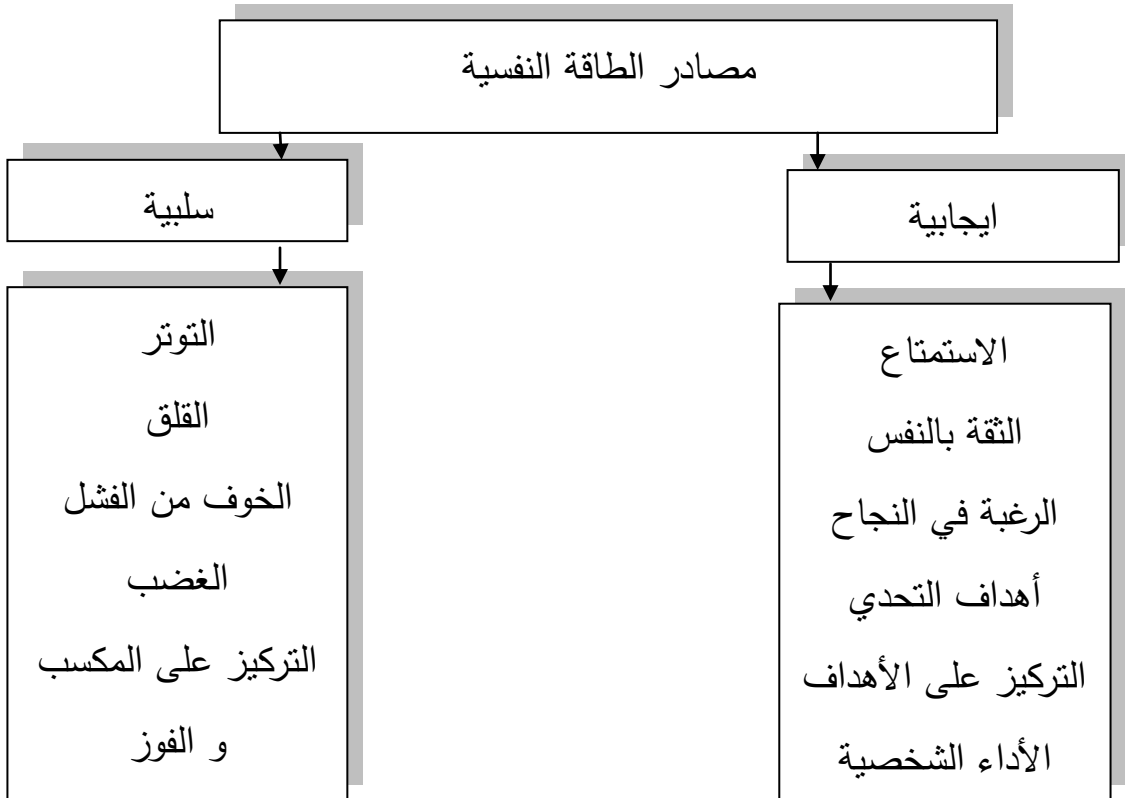 مصادر الطاقة النفسية
ايجابية
سلبية
الاستمتاع
الثقة بالنفس
الرغبة في النجاح
أهداف التحدي
التركيز على الأهداف
الأداء الشخصية
التوتر
القلق
الخوف من الفشل
الغضب
التركيز على المكسب
و الفوز